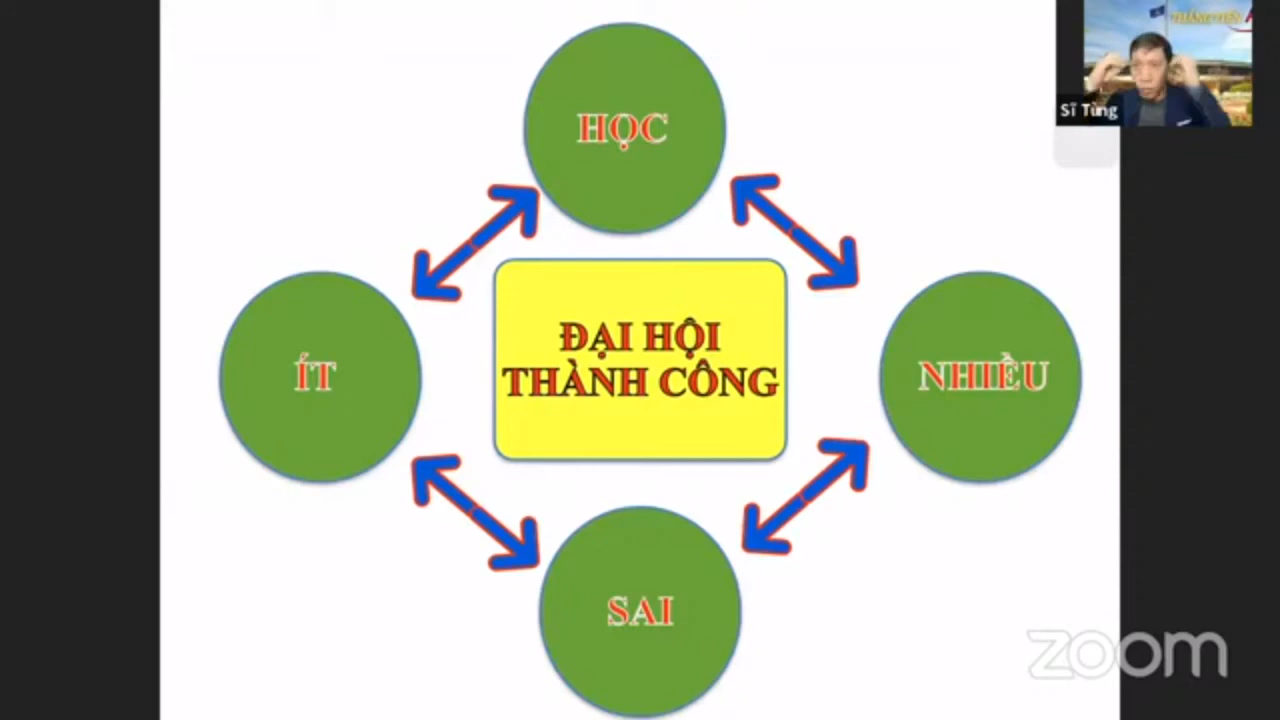 HỌC
Sĩ Tùng
ÍT
ĐẠI HỘI
THÀNH CÔNG
NHIỀU
SAI
zoom